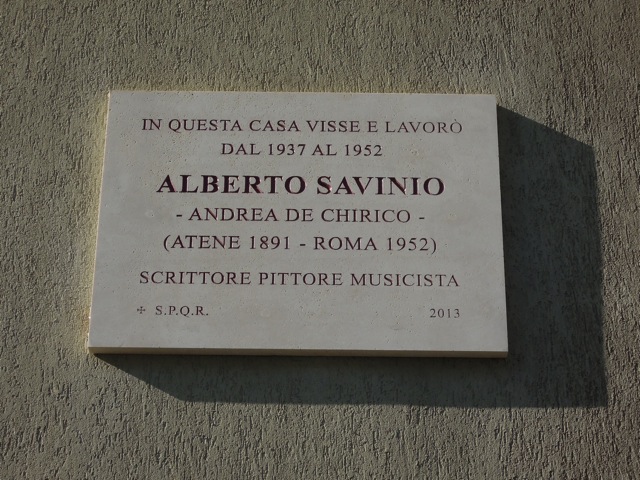 IN QUESTA CASA VISSE E LAVORÒ
DAL 1937 AL 1952
ALBERTO SAVINIO
- ANDREA DE CHIRICO -
(ATENE 1891 - ROMA 1952)
SCRITTORE PITTORE MUSICISTA
✢ S.P.Q.R. 2013